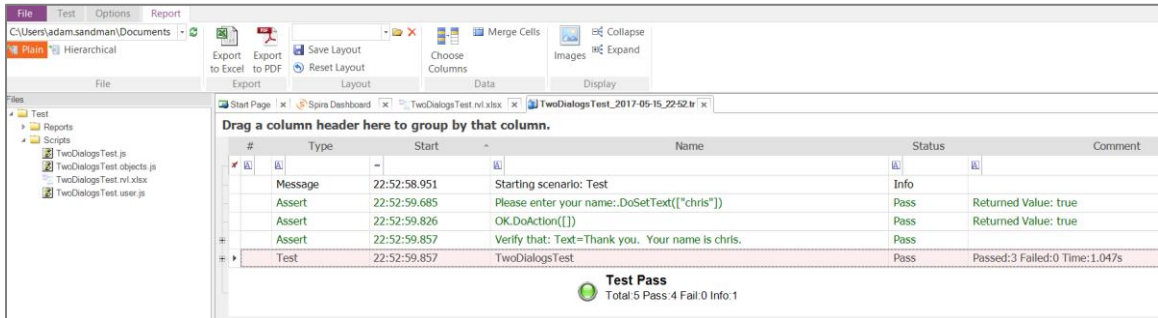 File Test Options Report
C:\Users\adam.sandman\Documents
Plain Hierarchical
Export to Excel
Export to PDF
Save Layout
Reset Layout
Choose Columns
Merge Cells
Images
Collapse
Expand
File Export Layout Data Display
Files
Test
Reports
Scripts
TwoDialogsTest.js
TwoDialogsTest.objects.js
TwoDialogsTest.rvl.xlsx
TwoDialogsTest.user.js
Start Page x Spira Dashboard x TwoDialogsTest.rvl.xlsx x TwoDialogsTest_2017-05-15_22-52.tr x
Drag a column header here to group by that column.
# Type Start Name Status Comment
Message 22:52:58.951 Starting scenario: Test Info
Assert 22:52:59.685 Please enter your name:.DoSetText(["chris"]) Pass Returned Value: true
Assert 22:52:59.826 OK.DoAction([]) Pass Returned Value: true
Assert 22:52:59.857 Verify that: Text=Thank you. Your name is chris. Pass
Test 22:52:59.857 TwoDialogsTest Pass Passed:3 Failed:0 Time:1.047s
Test Pass
Total:5 Pass:4 Fail:0 Info:1